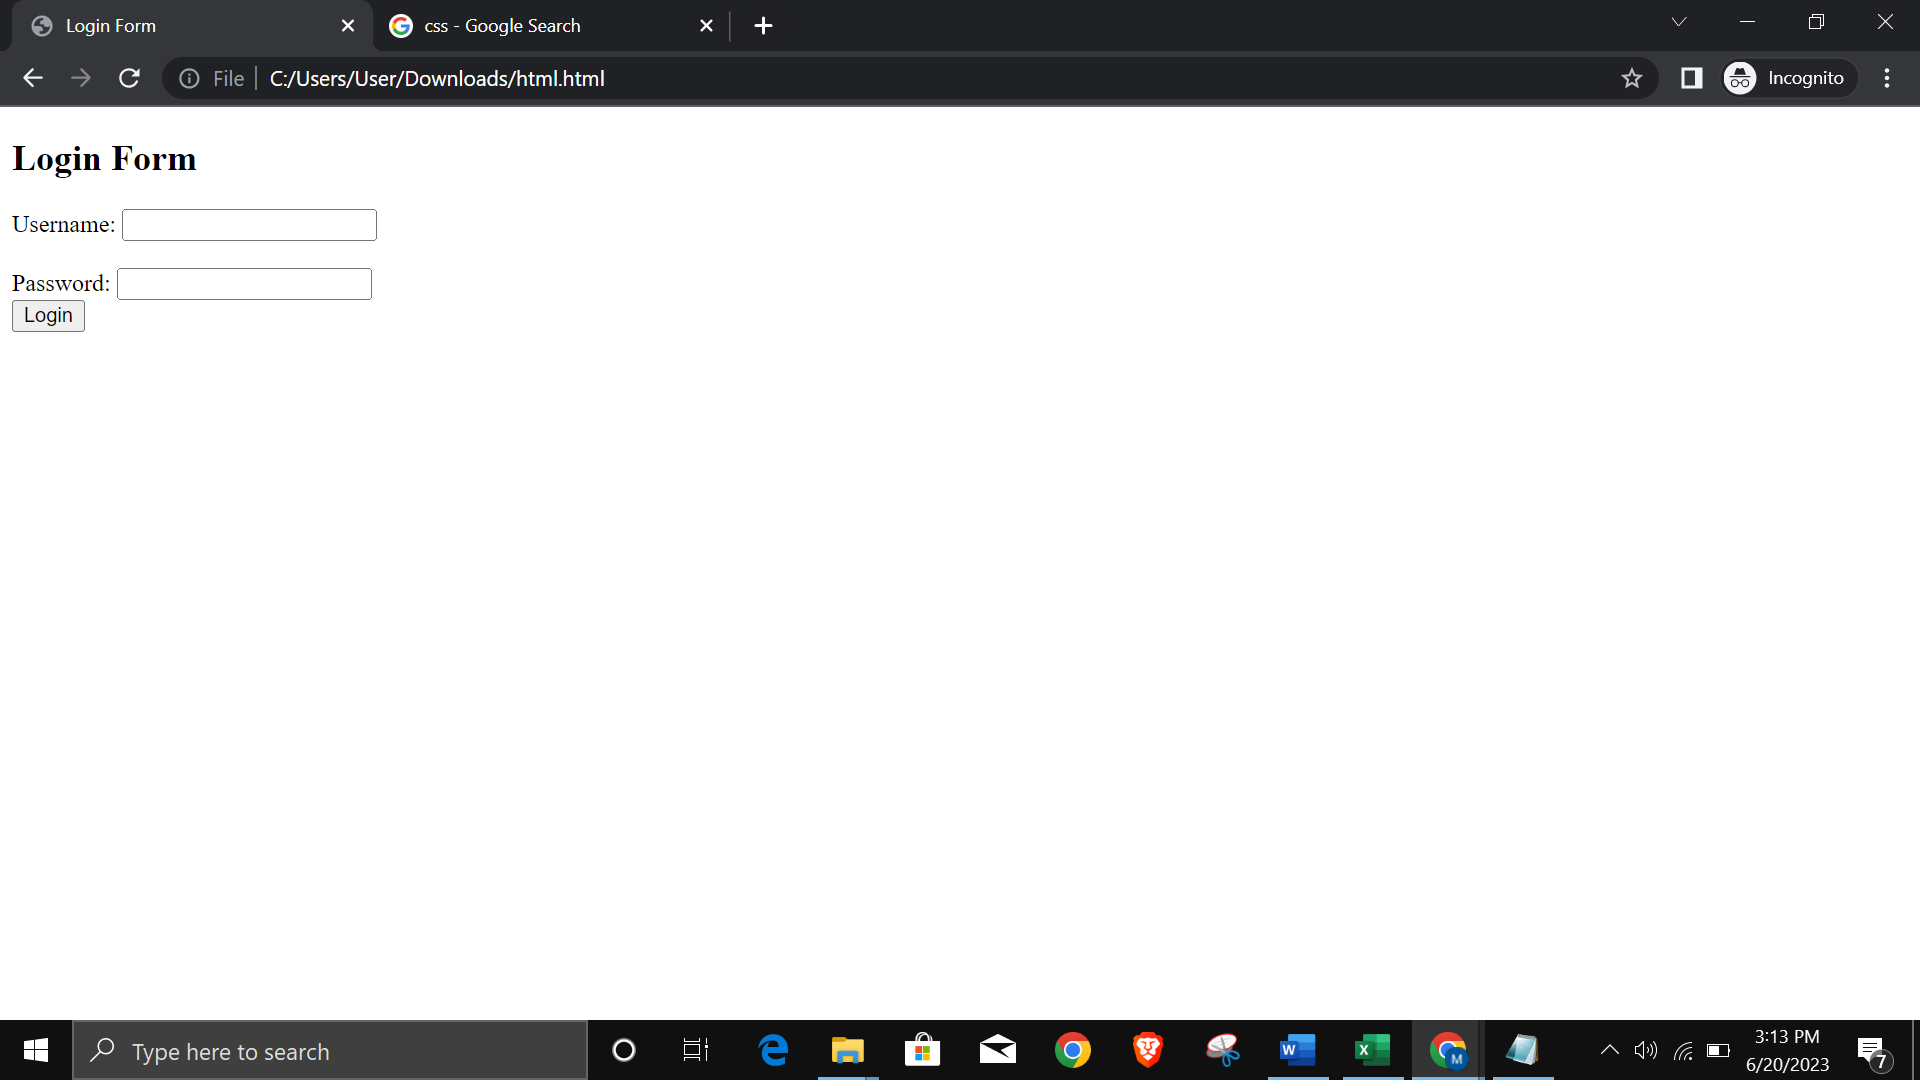 Login Form
css - Google Search
File
C:/Users/User/Downloads/html.html
Incognito
Login Form
Username:
Password:
Login
Type here to search
W
X
M
3:13 PM
6/20/2023
7